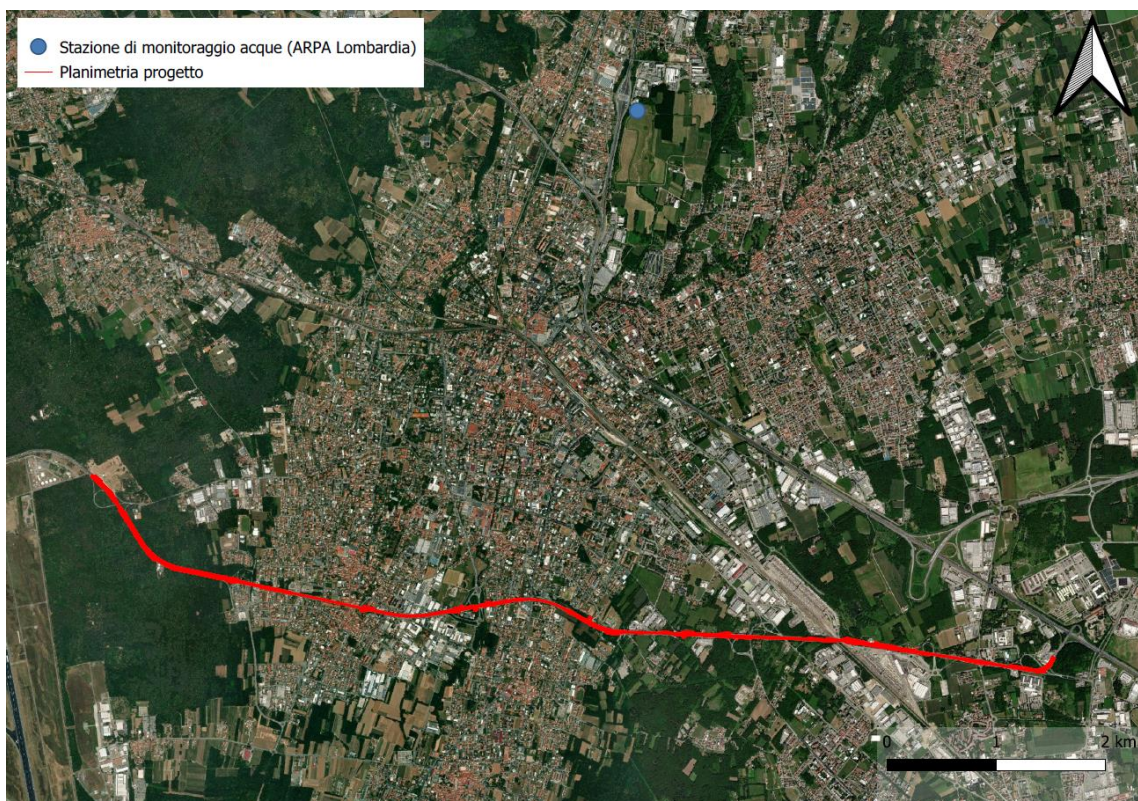 Stazione di monitoraggio acque (ARPA Lombardia)
Planimetria progetto
0 1 2 km